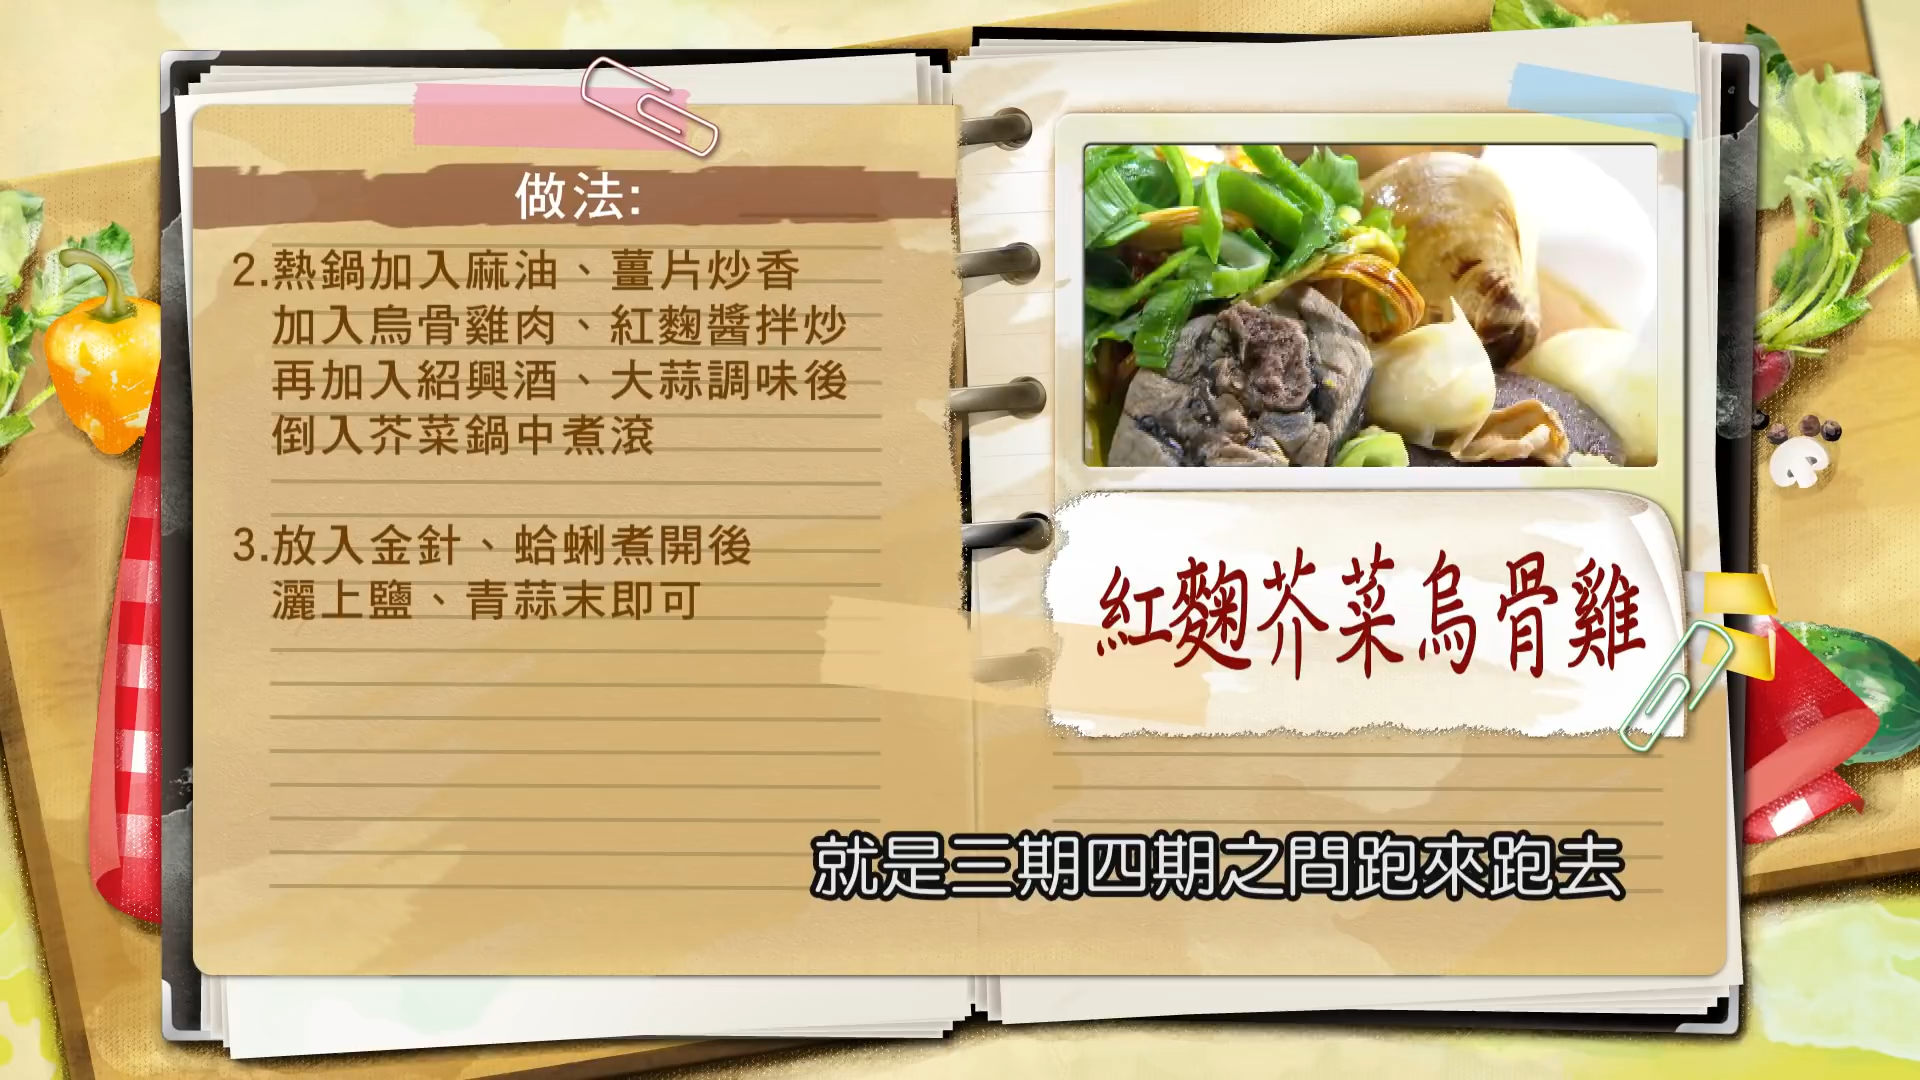 做法:
2.熱鍋加入麻油、薑片炒香
加入烏骨雞肉、紅麴醬拌炒
再加入紹興酒、大蒜調味後
倒入芥菜鍋中煮滾
3.放入金針、蛤蜊煮開後
灑上鹽、青蒜末即可
紅麴芥菜烏骨雞
就是三期四期之間跑來跑去